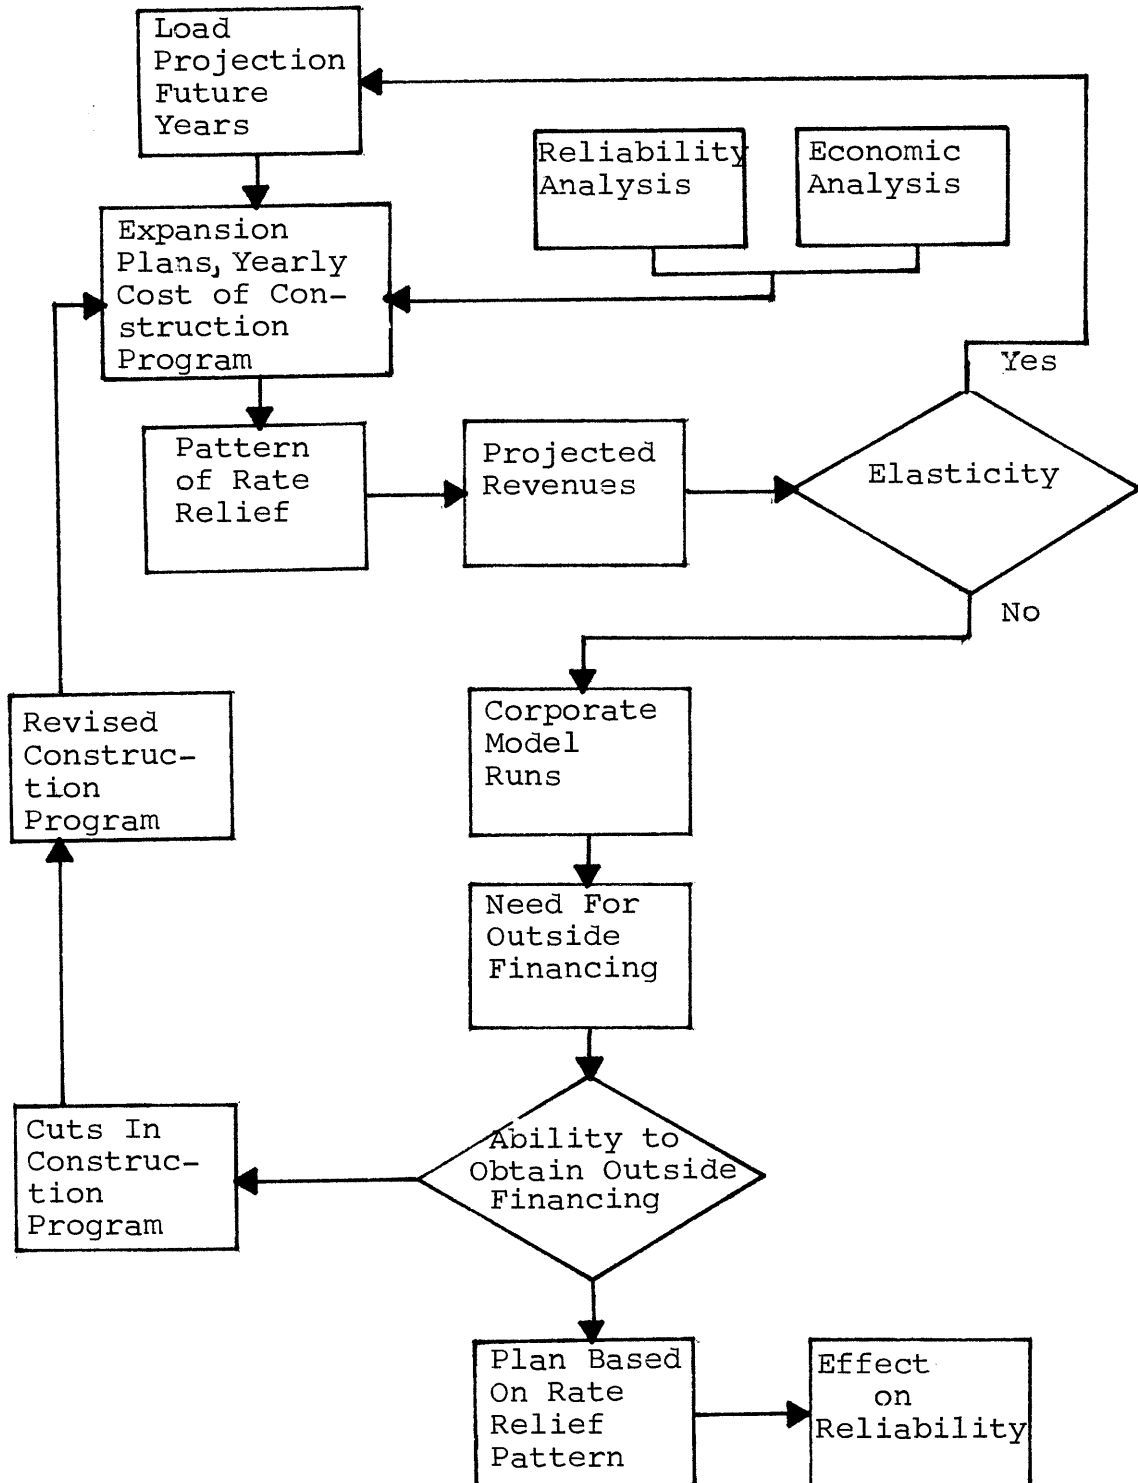 Load
Projection
Future
Years
Reliability
Analysis
Economic
Analysis
Expansion
Plans, Yearly
Cost of Con-
struction
Program
Yes
Pattern
of Rate
Relief
Projected
Revenues
Elasticity
No
Corporate
Model
Runs
Revised
Construc-
tion
Program
Need For
Outside
Financing
Cuts In
Construc-
tion
Program
Ability to
Obtain Outside
Financing
Plan Based
On Rate
Relief
Pattern
Effect
on
Reliability